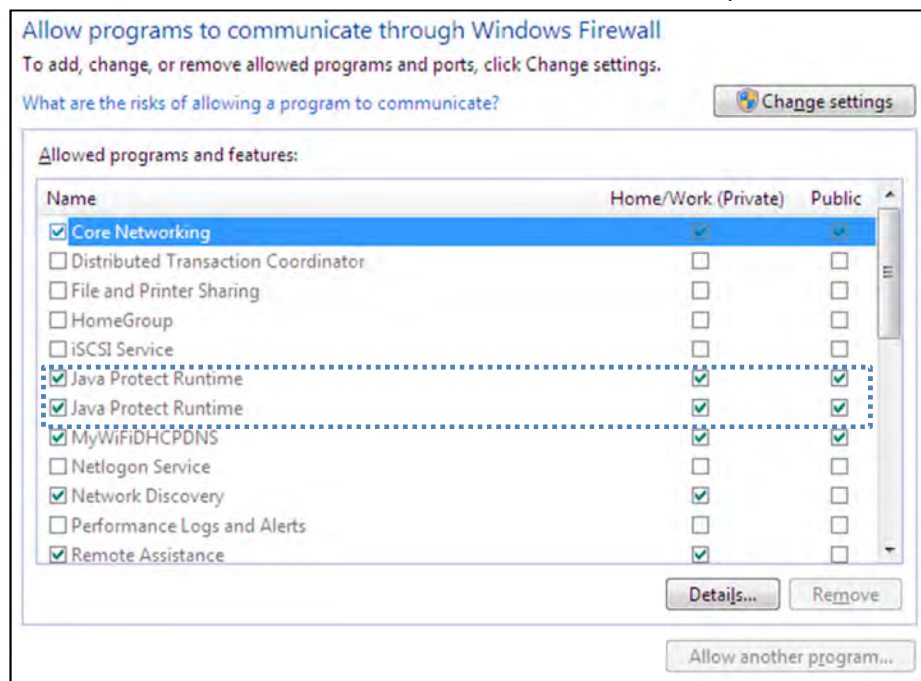 Allow programs to communicate through Windows Firewall
To add, change, or remove allowed programs and ports, click Change settings.
What are the risks of allowing a program to communicate?
Change settings
Allowed programs and features:
Name Home/Work (Private) Public
Core Networking
Distributed Transaction Coordinator
File and Printer Sharing
HomeGroup
iSCSI Service
Java Protect Runtime
Java Protect Runtime
MyWiFiDHCPDNS
Netlogon Service
Network Discovery
Performance Logs and Alerts
Remote Assistance
Details... Remove
Allow another program...